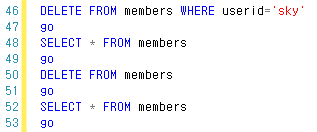 46 DELETE FROM members WHERE userid='sky'
47 go
48 SELECT * FROM members
49 go
50 DELETE FROM members
51 go
52 SELECT * FROM members
53 go